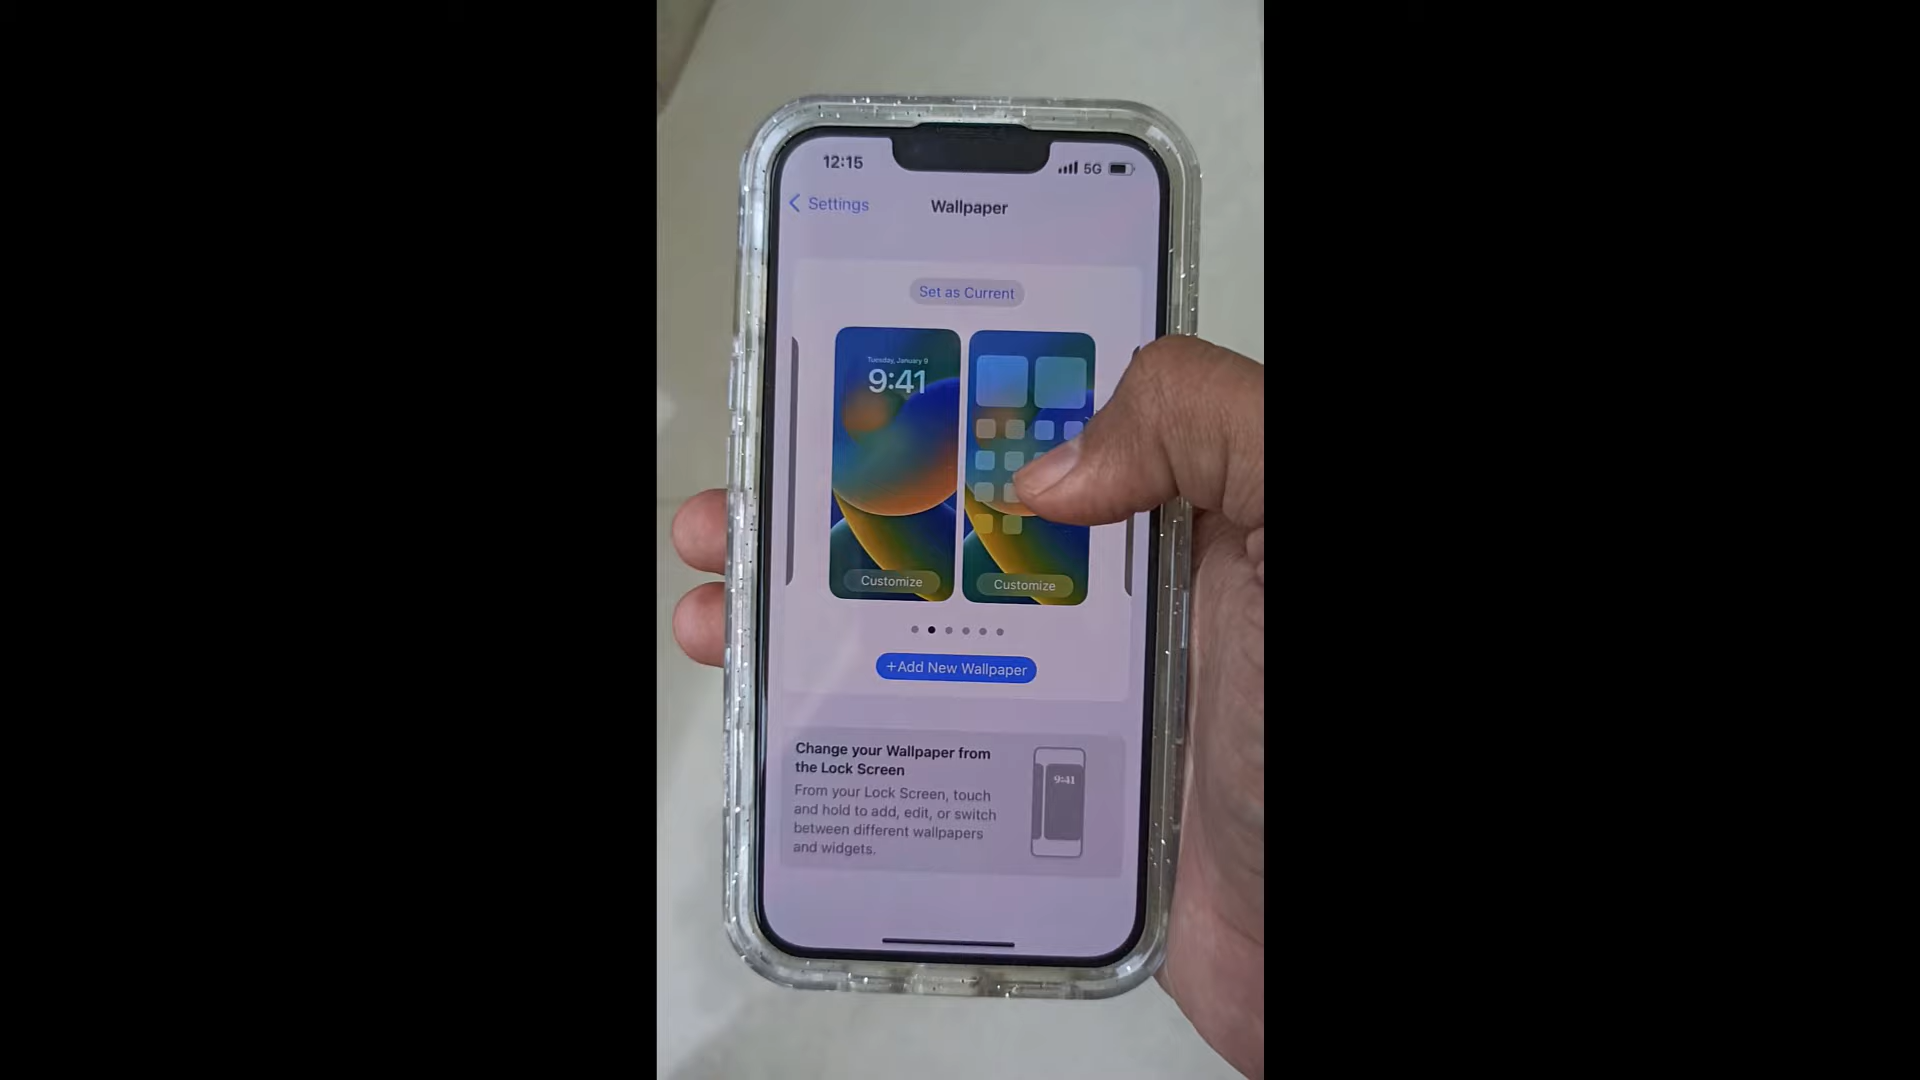 12:15
5G
Settings
Wallpaper
Set as Current
Tuesday, January 9
9:41
Customize
Customize
+Add New Wallpaper
Change your Wallpaper from
the Lock Screen
9:41
From your Lock Screen, touch
and hold to add, edit, or switch
between different wallpapers
and widgets.